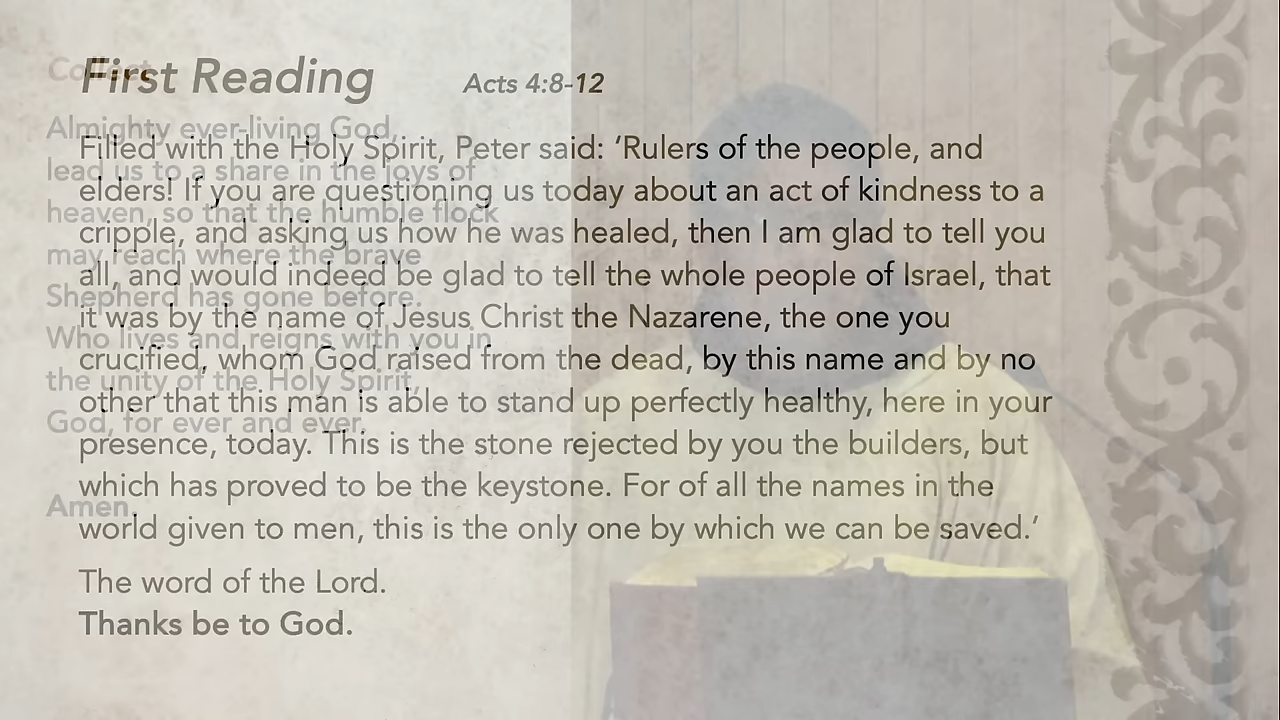 First Reading
Acts 4:8-12
Filled with the Holy Spirit, Peter said: ‘Rulers of the people, and
elders! If you are questioning us today about an act of kindness to a
cripple, and asking us how he was healed, then I am glad to tell you
all, and would indeed be glad to tell the whole people of Israel, that
it was by the name of Jesus Christ the Nazarene, the one you
crucified, whom God raised from the dead, by this name and by no
other that this man is able to stand up perfectly healthy, here in your
presence, today. This is the stone rejected by you the builders, but
which has proved to be the keystone. For of all the names in the
world given to men, this is the only one by which we can be saved.’
The word of the Lord.
Thanks be to God.
Collect
Almighty ever-living God,
lead us to a share in the joys of
heaven, so that the humble flock
may reach where the brave
Shepherd has gone before.
Who lives and reigns with you in
the unity of the Holy Spirit,
God, for ever and ever.
Amen.